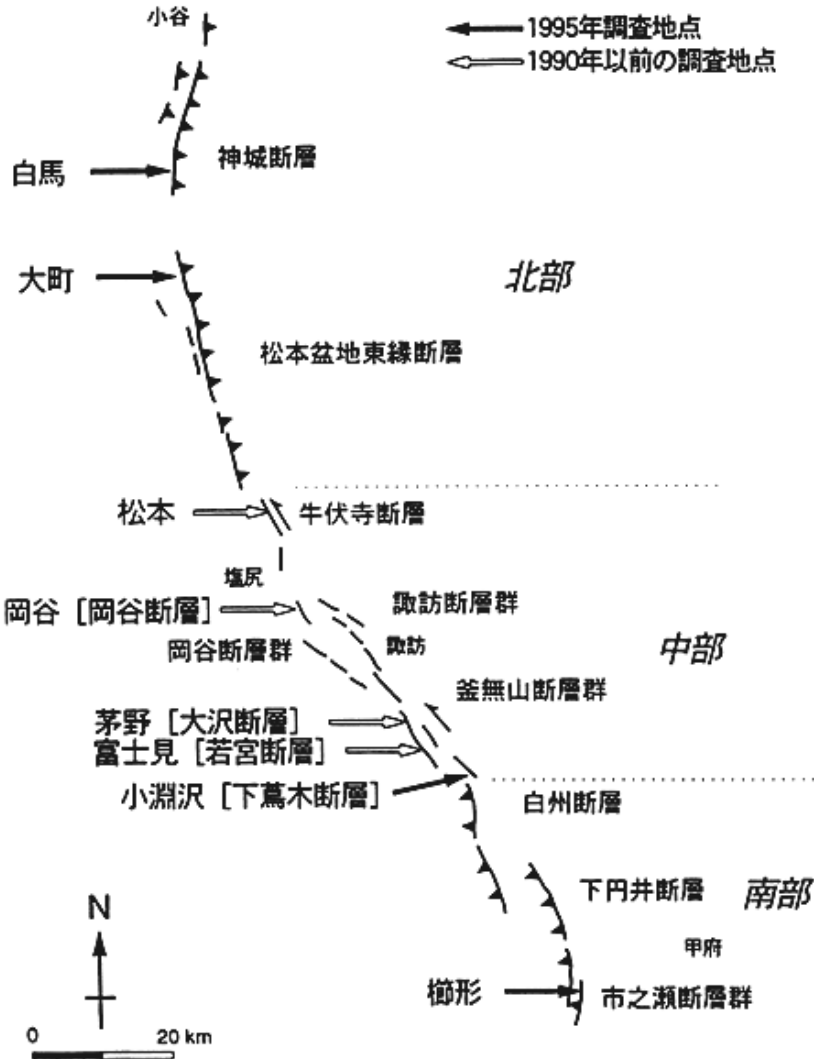 小谷
1995年調査地点
1990年以前の調査地点
神城断層
白馬
大町
北部
松本盆地東縁断層
松本
牛伏寺断層
塩尻
岡谷［岡谷断層］
諏訪断層群
岡谷断層群
諏訪
中部
釜無山断層群
茅野［大沢断層］
富士見［若宮断層］
小淵沢［下蔦木断層］
白州断層
下円井断層
南部
N
甲府
櫛形
市之瀬断層群
0 20 km